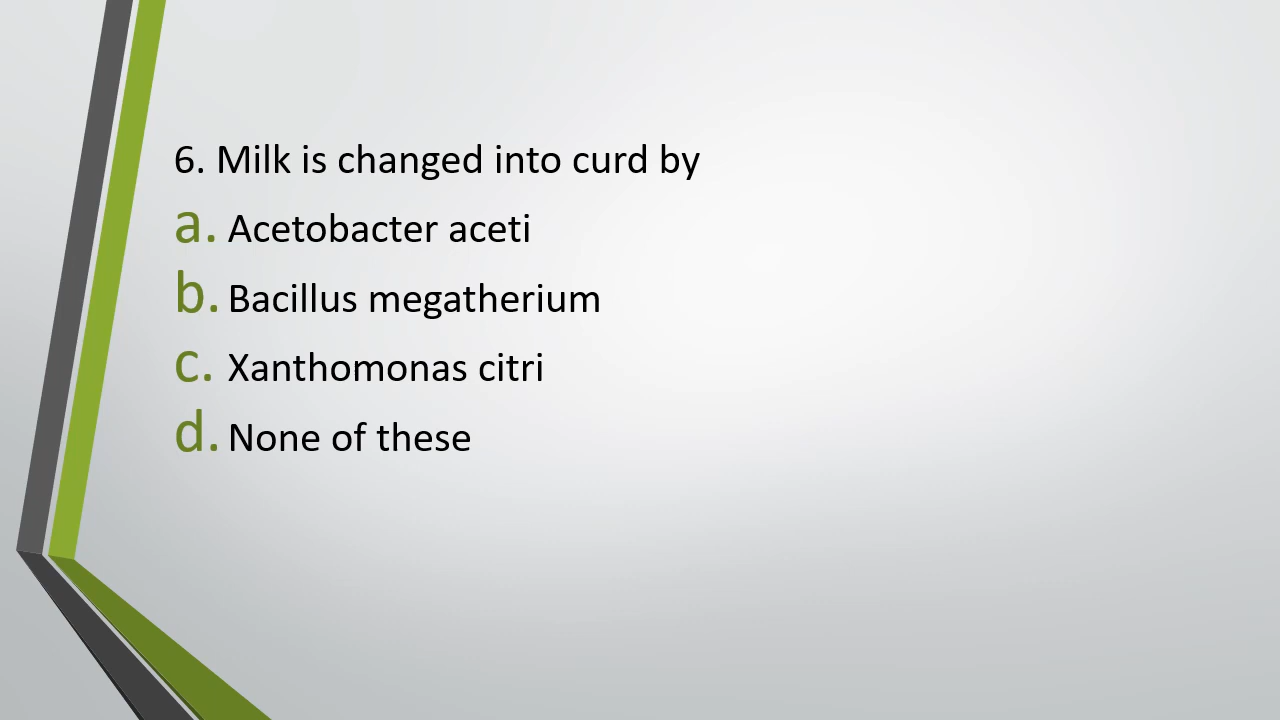 6. Milk is changed into curd by
a. Acetobacter aceti
b. Bacillus megatherium
c. Xanthomonas citri
d. None of these